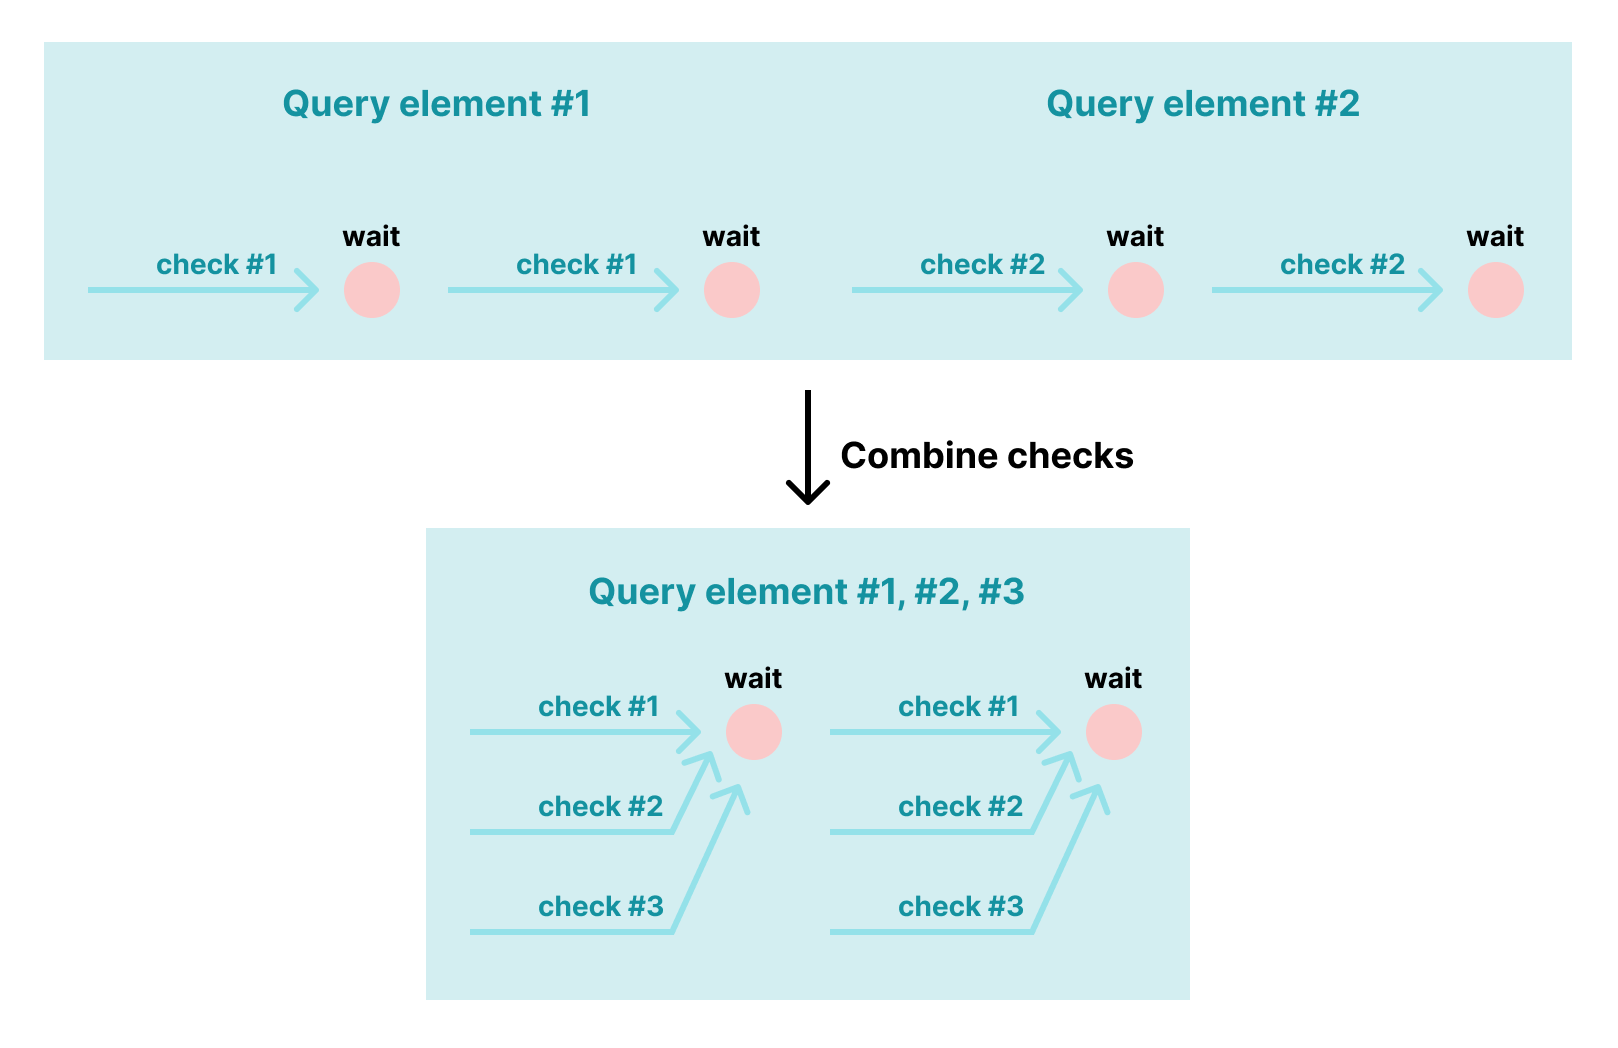 Query element #1
Query element #2
wait
wait
wait
wait
check #1
check #1
check #2
check #2
Combine checks
Query element #1, #2, #3
wait
wait
check #1
check #1
check #2
check #2
check #3
check #3